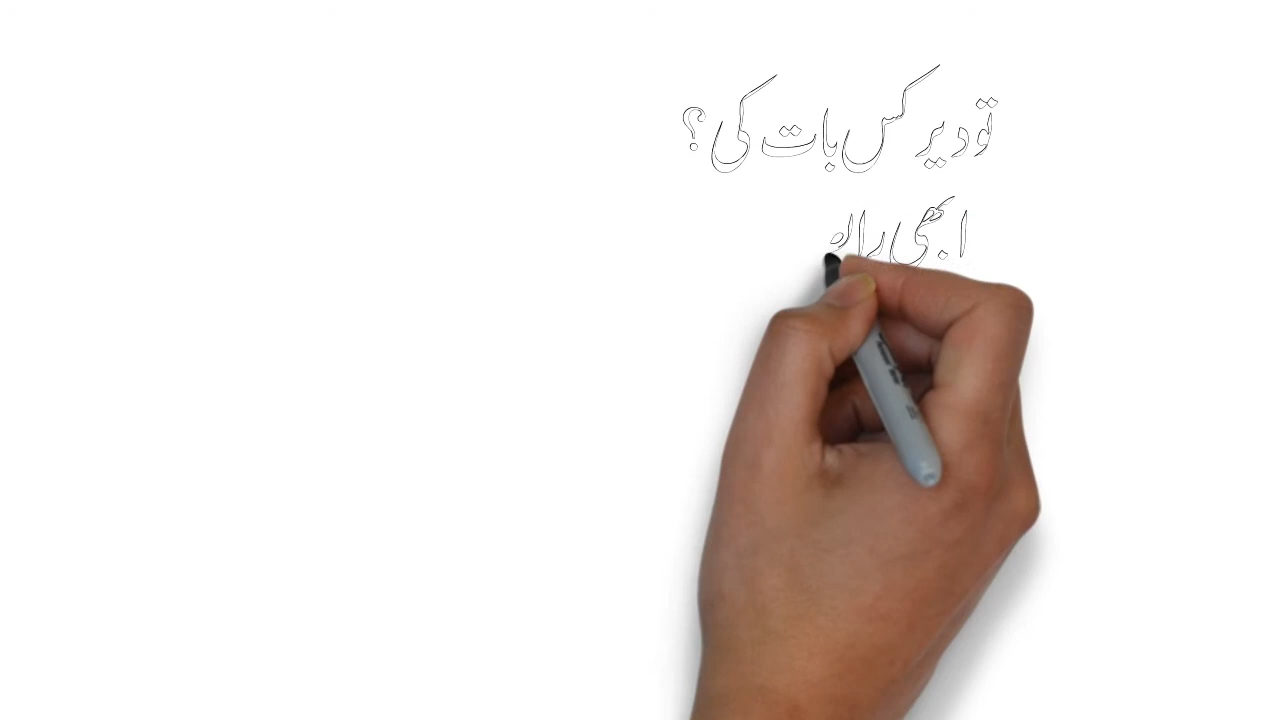 تو دیر کس بات کی ؟
ابھی